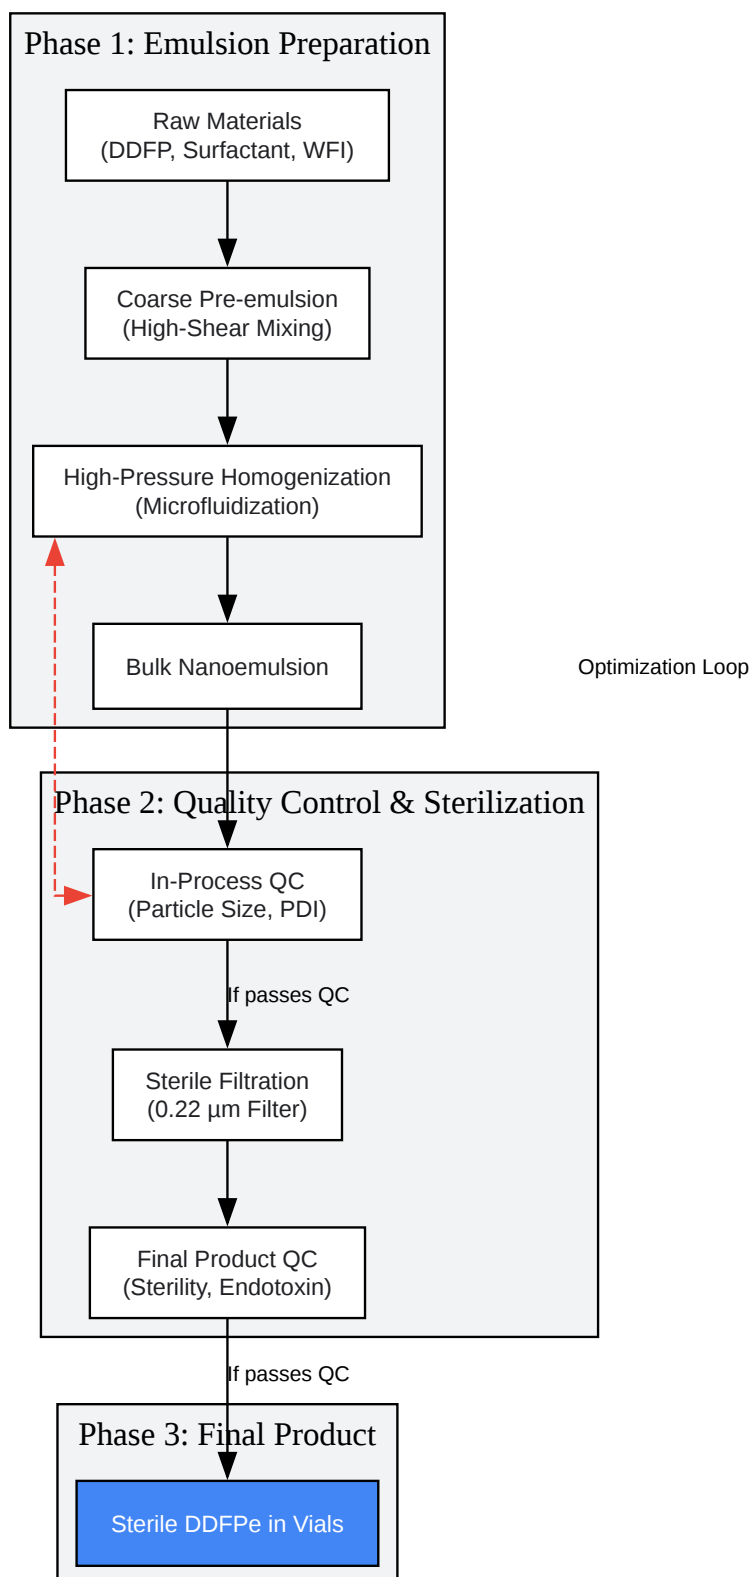 Phase 1: Emulsion Preparation
Raw Materials
(DDFP, Surfactant, WFI)
Coarse Pre-emulsion
(High-Shear Mixing)
High-Pressure Homogenization
(Microfluidization)
Bulk Nanoemulsion
Optimization Loop
Phase 2: Quality Control & Sterilization
In-Process QC
(Particle Size, PDI)
If passes QC
Sterile Filtration
(0.22 µm Filter)
Final Product QC
(Sterility, Endotoxin)
If passes QC
Phase 3: Final Product
Sterile DDFPe in Vials